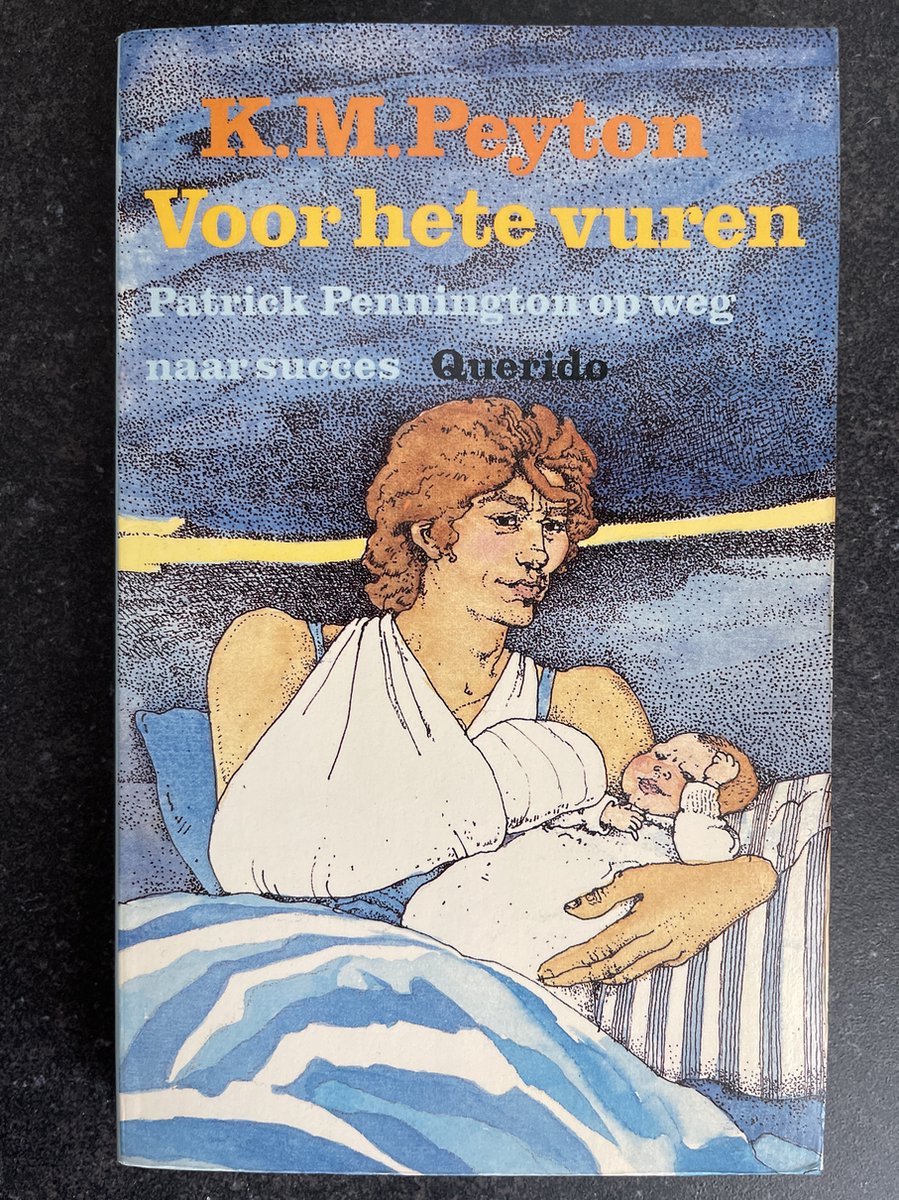 K.M.Peyton
Voor hete vuren
Patrick Pennington op weg
naar succes Querido